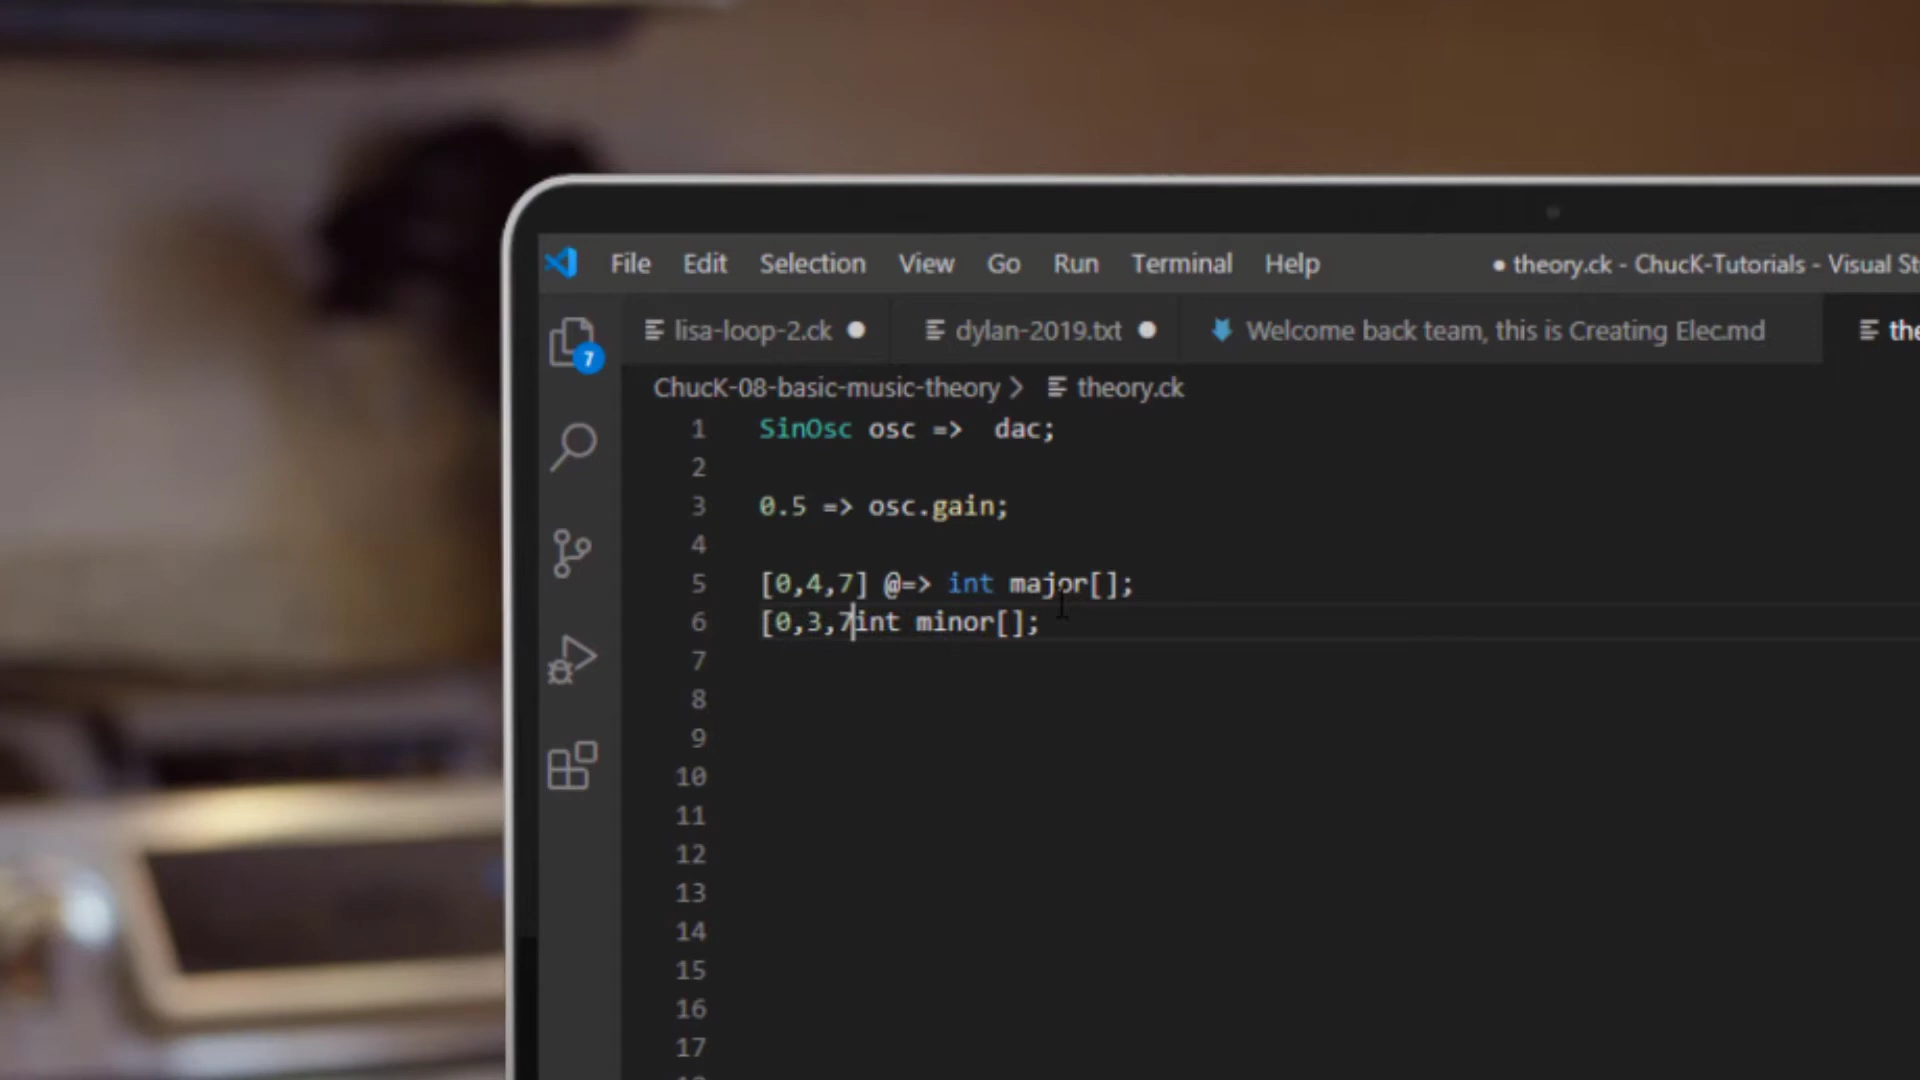 File Edit Selection View Go Run Terminal Help ● theory.ck - ChucK-Tutorials - Visual
lisa-loop-2.ck ● dylan-2019.txt ● Welcome back team, this is Creating Elec.md
7
ChucK-08-basic-music-theory > theory.ck
1 SinOsc osc =>  dac;
2
3 0.5 => osc.gain;
4
5 [0,4,7] @=> int major[];
6 [0,3,7int minor[];
7
8
9
10
11
12
13
14
15
16
17